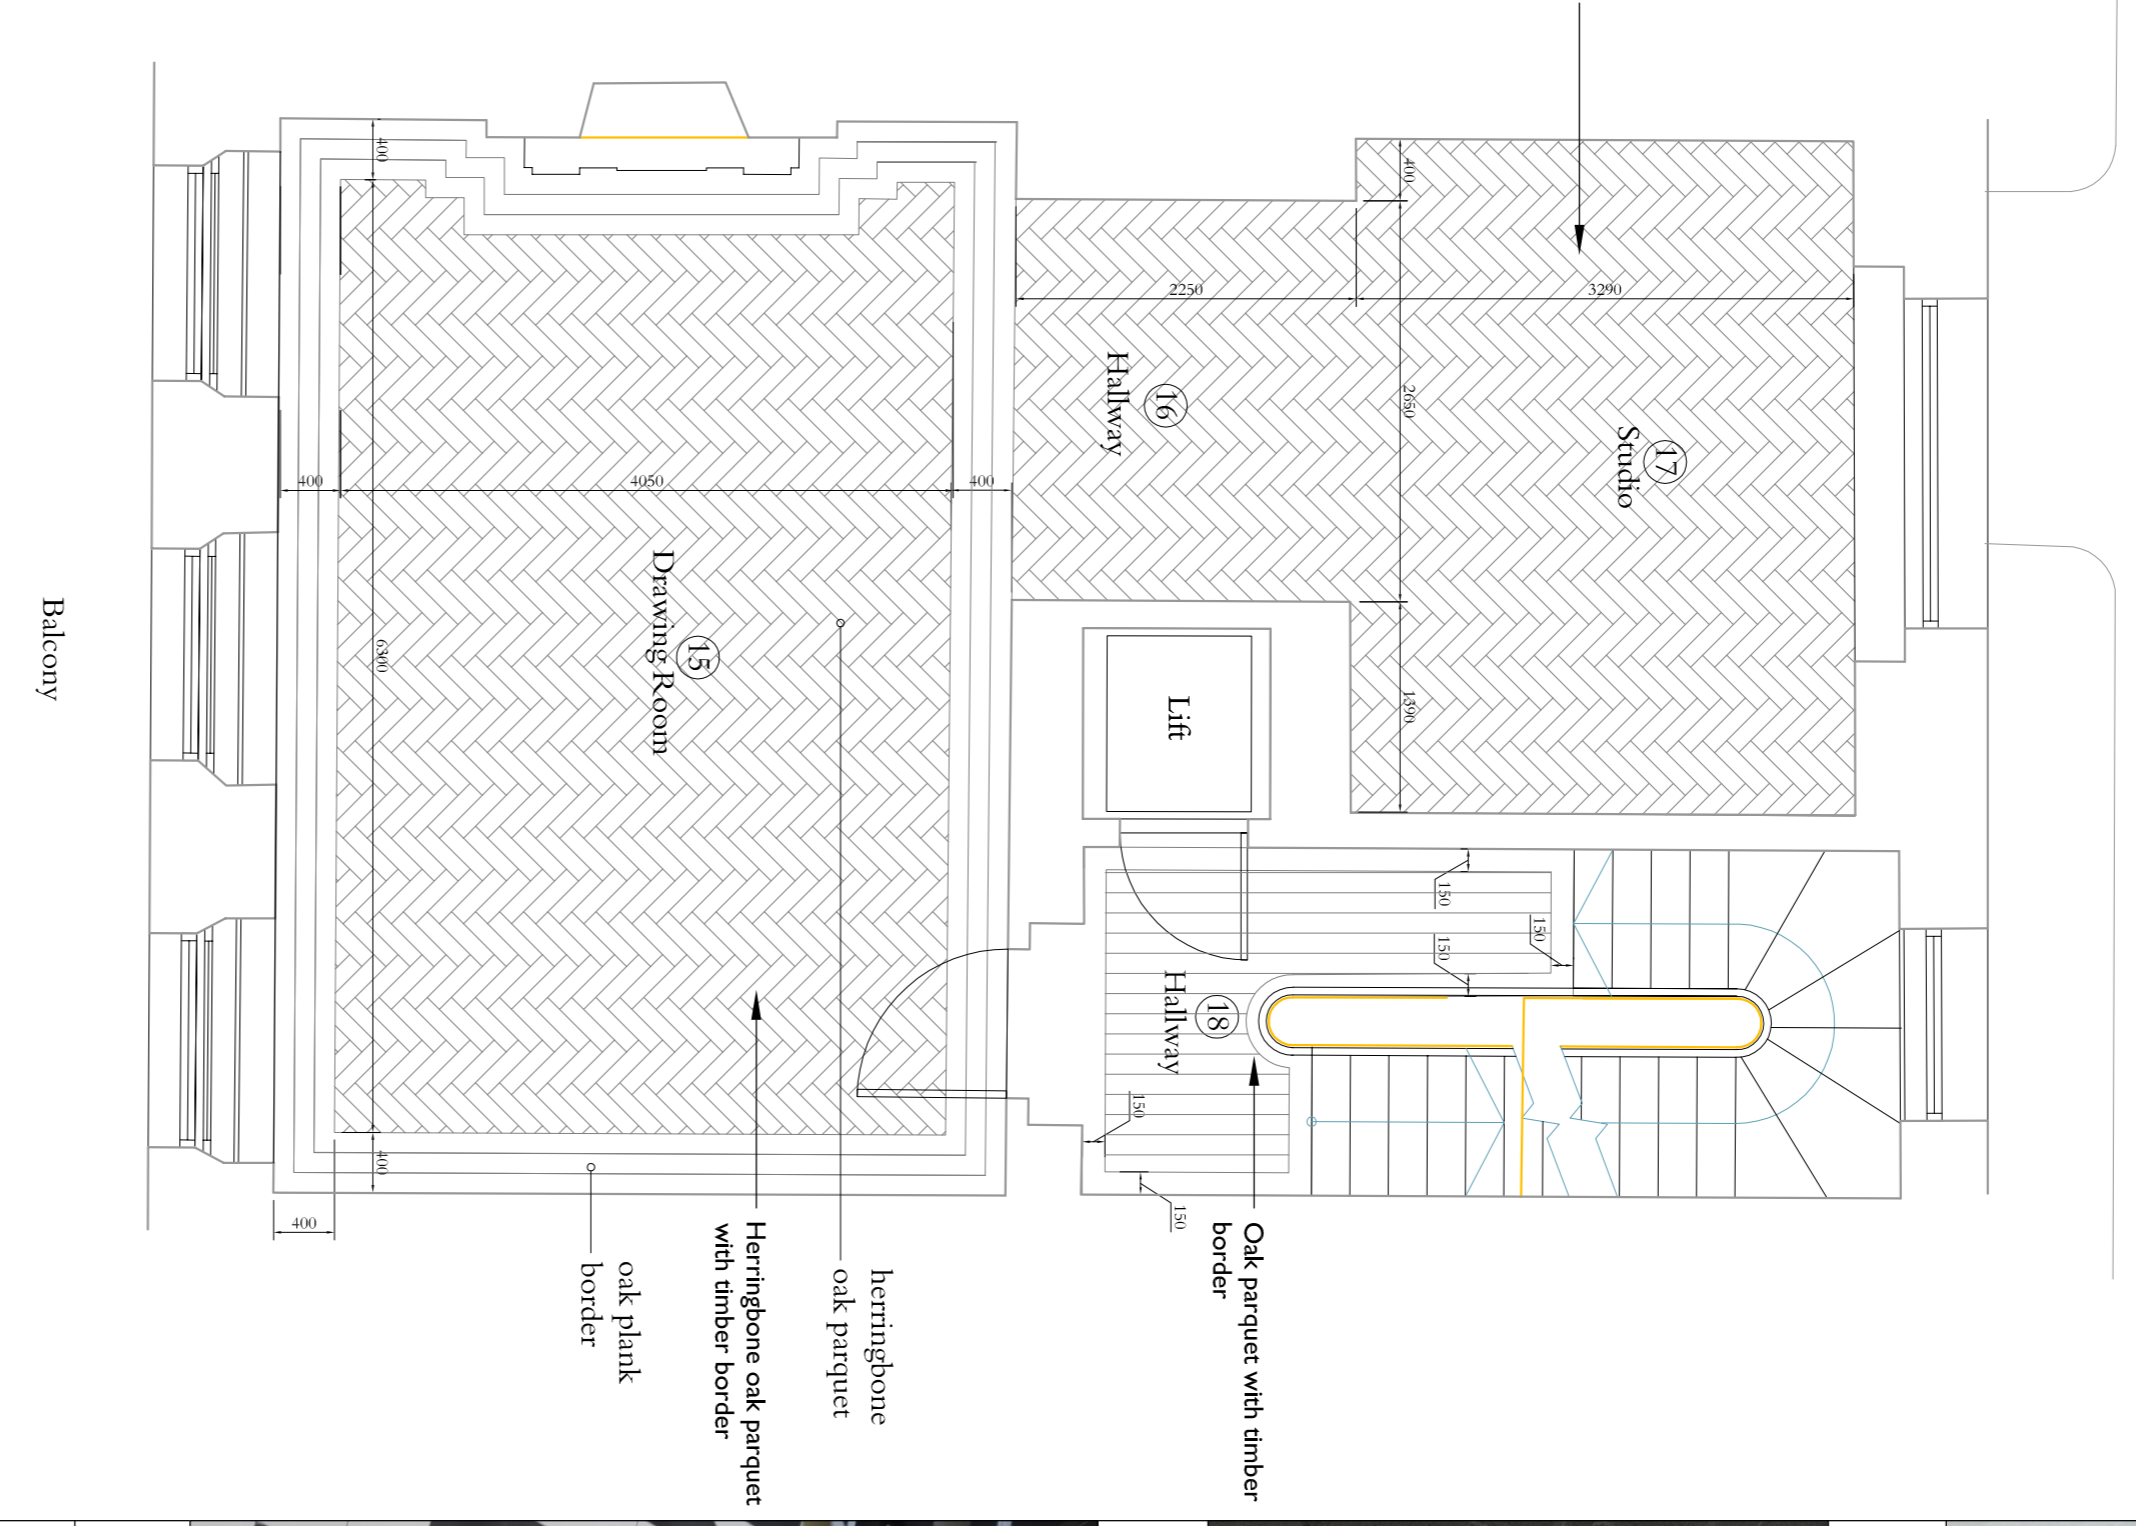 400
400
2250
3290
16
Hallway
2650
17
Studio
400
4050
400
15
Drawing Room
6300
1390
Lift
Balcony
150
150
150
18
Hallway
150
150
400
400
Oak parquet with timber
border
herringbone
oak parquet
Herringbone oak parquet
with timber border
oak plank
border